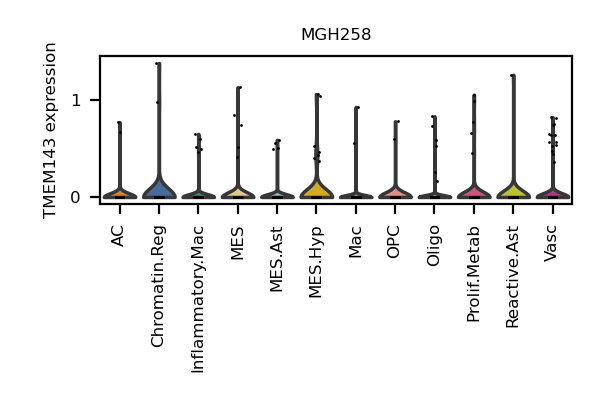 MGH258
TMEM143 expression
1
0
AC
Chromatin.Reg
Inflammatory.Mac
MES
MES.Ast
MES.Hyp
Mac
OPC
Oligo
Prolif.Metab
Reactive.Ast
Vasc